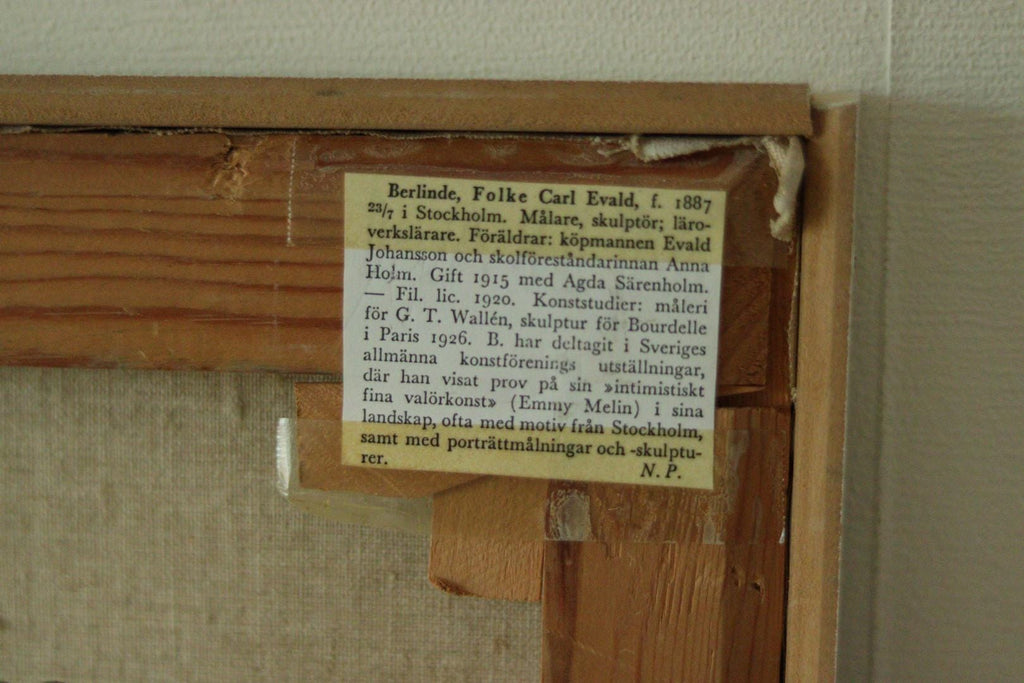 Berlinde, Folke Carl Evald, f. 1887
23/7 i Stockholm. Målare, skulptör; läro-
verkslärare. Föräldrar: köpmannen Evald
Johansson och skolföreståndarinnan Anna
Holm. Gift 1915 med Agda Särenholm.
— Fil. lic. 1920. Konststudier: måleri
för G. T. Wallén, skulptur för Bourdelle
i Paris 1926. B. har deltagit i Sveriges
allmänna konstförenings utställningar,
där han visat prov på sin »intimistiskt
fina valörkonst» (Emmy Melin) i sina
landskap, ofta med motiv från Stockholm,
samt med porträttmålningar och -skulptu-
rer. N. P.